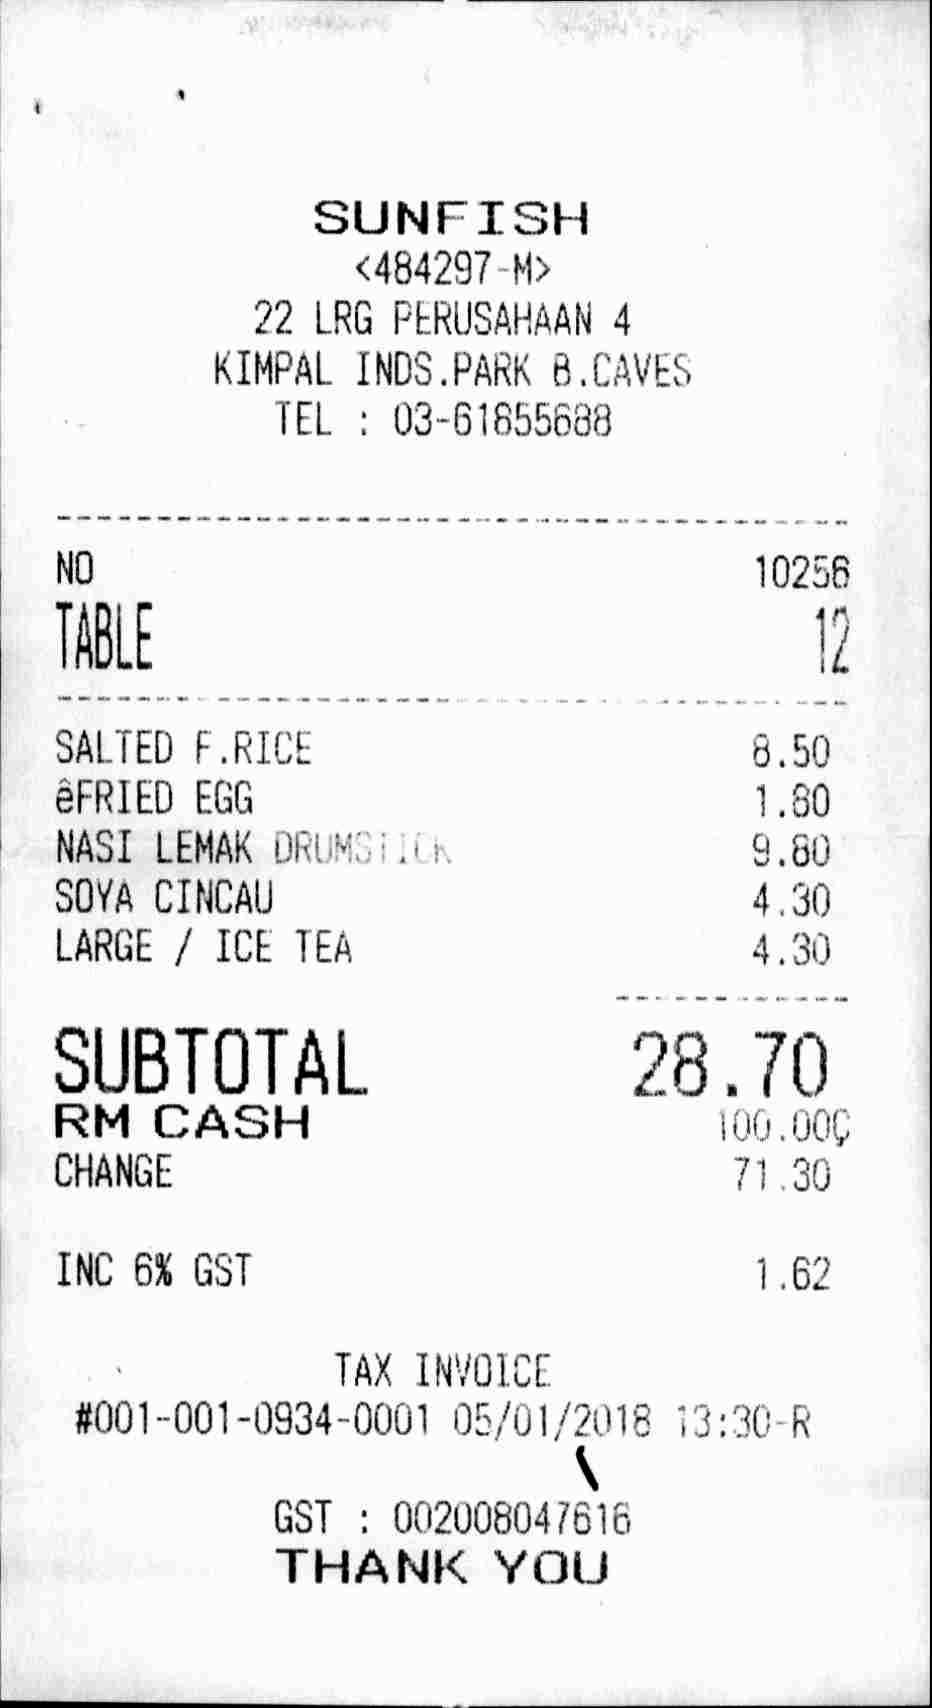 SUNFISH
<484297-M>
22 LRG PERUSAHAAN 4
KIMPAL INDS.PARK B.CAVES
TEL : 03-61855688
NO 10256
TABLE 12
SALTED F.RICE 8.50
êFRIED EGG 1.80
NASI LEMAK DRUMSTICK 9.80
SOYA CINCAU 4.30
LARGE / ICE TEA 4.30
SUBTOTAL 28.70
RM CASH 100.00Ç
CHANGE 71.30
INC 6% GST 1.62
TAX INVOICE
#001-001-0934-0001 05/01/2018 13:30-R
GST : 002008047616
THANK YOU